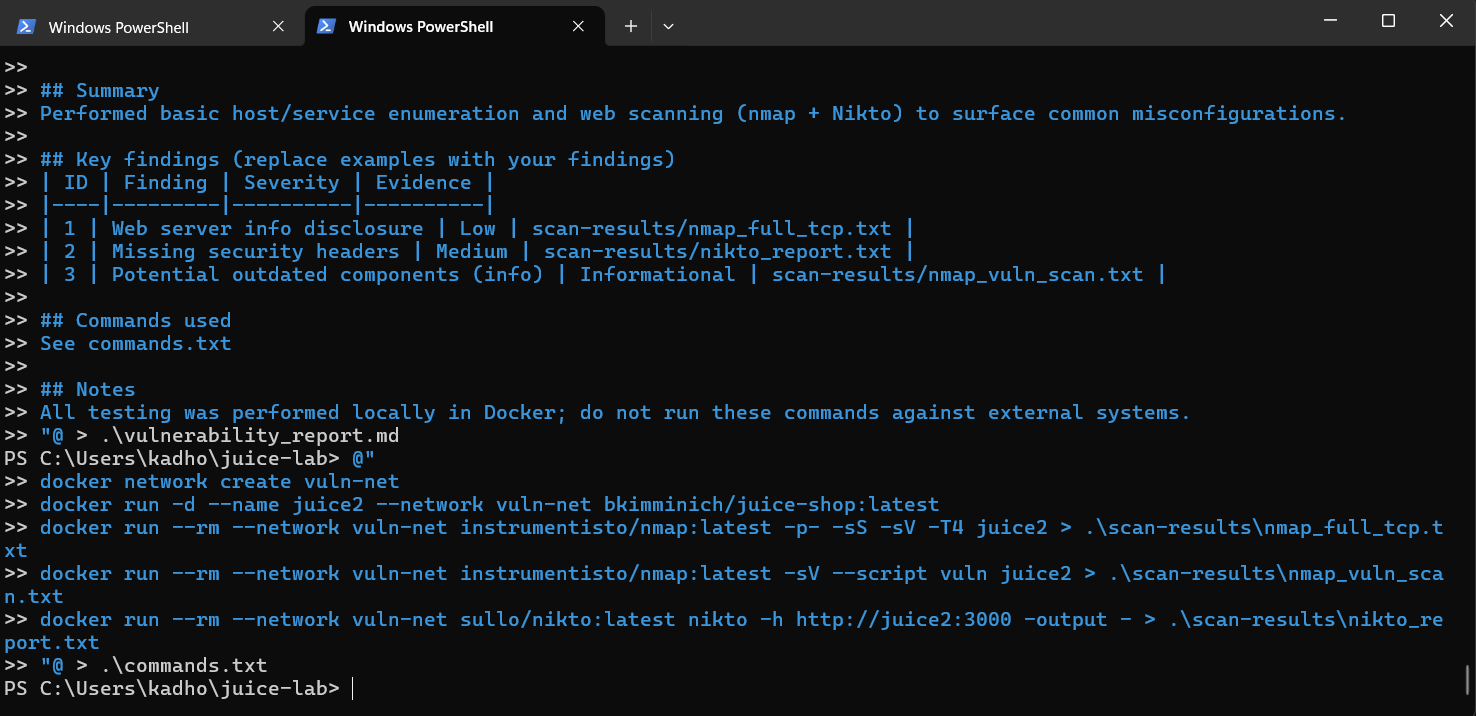 Windows PowerShell
Windows PowerShell
>>
>> ## Summary
>> Performed basic host/service enumeration and web scanning (nmap + Nikto) to surface common misconfigurations.
>>
>> ## Key findings (replace examples with your findings)
>> | ID | Finding | Severity | Evidence |
>> |----|---------|----------|----------|
>> | 1 | Web server info disclosure | Low | scan-results/nmap_full_tcp.txt |
>> | 2 | Missing security headers | Medium | scan-results/nikto_report.txt |
>> | 3 | Potential outdated components (info) | Informational | scan-results/nmap_vuln_scan.txt |
>>
>> ## Commands used
>> See commands.txt
>>
>> ## Notes
>> All testing was performed locally in Docker; do not run these commands against external systems.
>> "@ > .\vulnerability_report.md
PS C:\Users\kadho\juice-lab> @"
>> docker network create vuln-net
>> docker run -d --name juice2 --network vuln-net bkimminich/juice-shop:latest
>> docker run --rm --network vuln-net instrumentisto/nmap:latest -p- -sS -sV -T4 juice2 > .\scan-results\nmap_full_tcp.t
xt
>> docker run --rm --network vuln-net instrumentisto/nmap:latest -sV --script vuln juice2 > .\scan-results\nmap_vuln_sca
n.txt
>> docker run --rm --network vuln-net sullo/nikto:latest nikto -h http://juice2:3000 -output - > .\scan-results\nikto_re
port.txt
>> "@ > .\commands.txt
PS C:\Users\kadho\juice-lab>